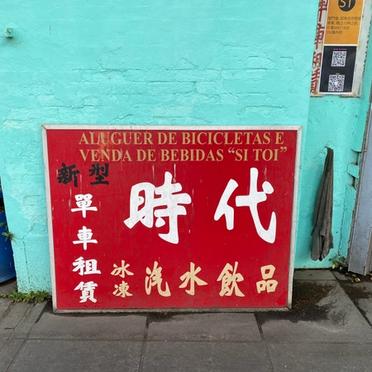 ALUGUER DE BICICLETAS E
VENDA DE BEBIDAS "SI TOI"
新型
時代
單車租賃
冰凍
汽水飲品
S1